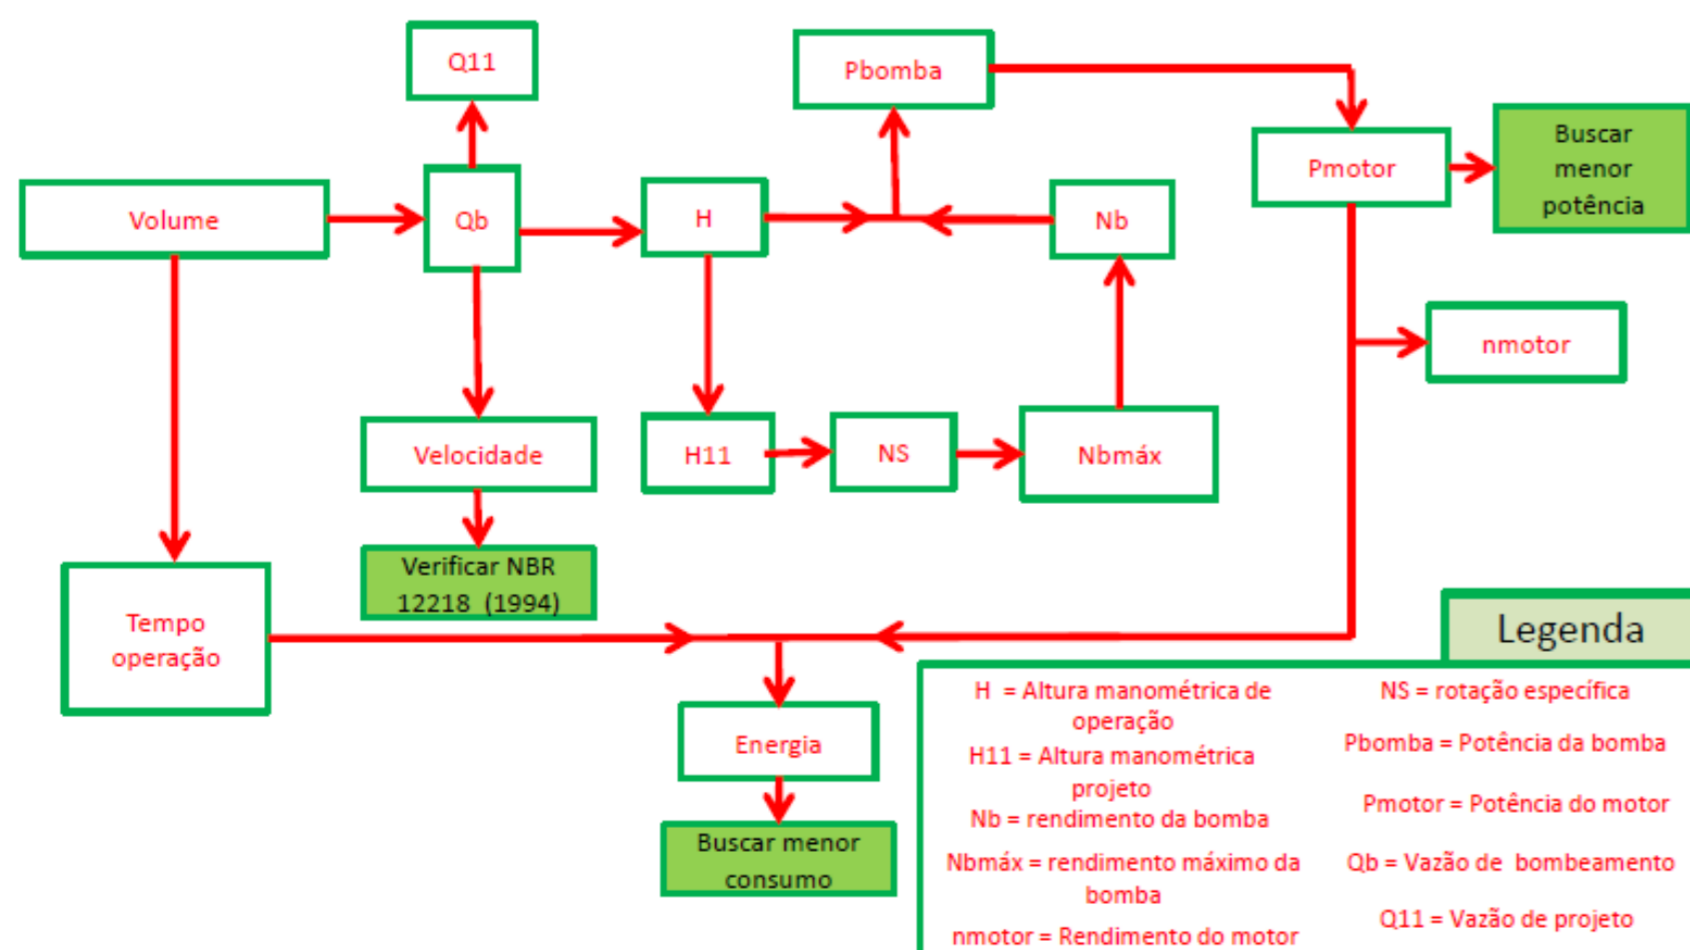 Q11
Pbomba
Buscar
menor
potência
Pmotor
Volume
Qb
H
Nb
nmotor
Velocidade
H11
NS
Nbmáx
Verificar NBR
12218 (1994)
Tempo
operação
Energia
Buscar menor
consumo
Legenda
H = Altura manométrica de
operação
H11 = Altura manométrica
projeto
Nb = rendimento da bomba
Nbmáx = rendimento máximo da
bomba
nmotor = Rendimento do motor
NS = rotação específica
Pbomba = Potência da bomba
Pmotor = Potência do motor
Qb = Vazão de bombeamento
Q11 = Vazão de projeto